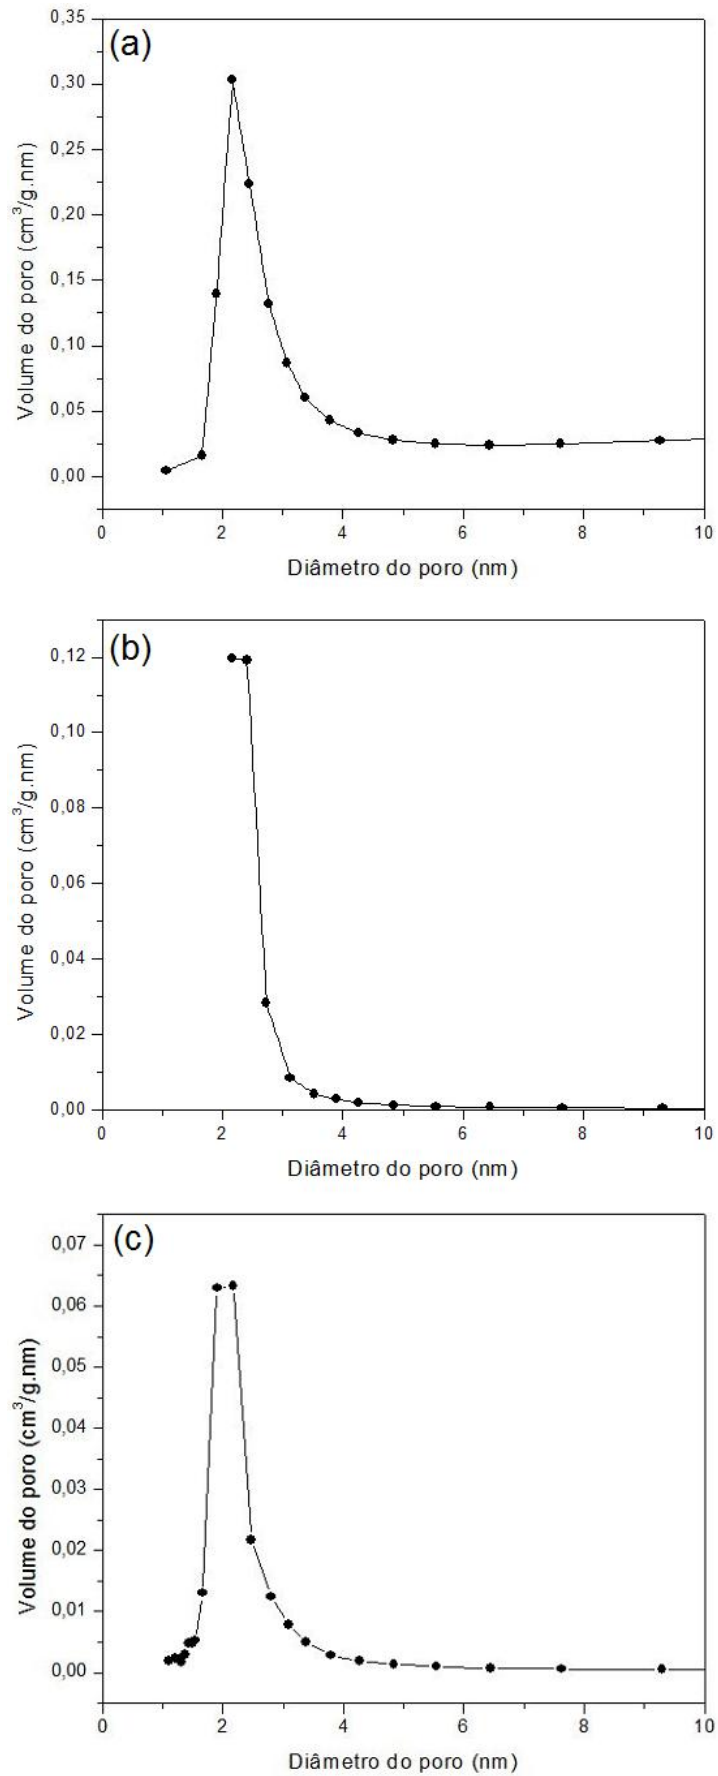 (a)
0,35
0,30
0,25
0,20
0,15
0,10
0,05
0,00
Volume do poro (cm³/g.nm)
0 2 4 6 8 10
Diâmetro do poro (nm)
(b)
0,12
0,10
0,08
0,06
0,04
0,02
0,00
Volume do poro (cm³/g.nm)
0 2 4 6 8 10
Diâmetro do poro (nm)
(c)
0,07
0,06
0,05
0,04
0,03
0,02
0,01
0,00
Volume do poro (cm³/g.nm)
0 2 4 6 8 10
Diâmetro do poro (nm)